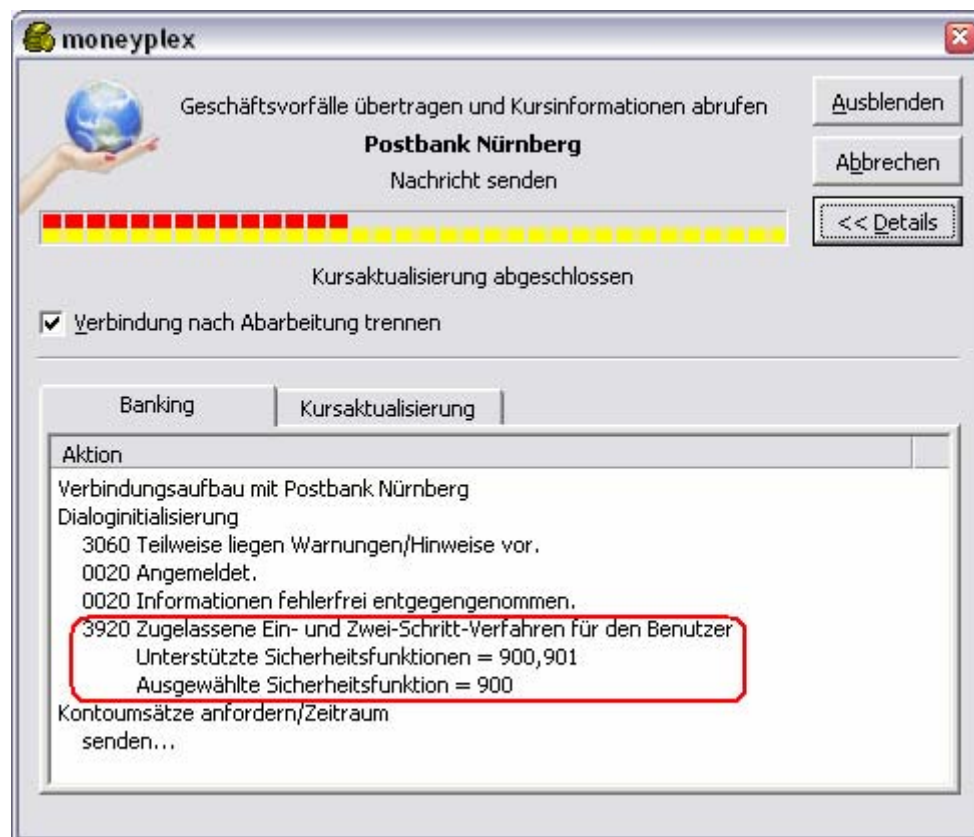 moneyplex
Geschäftsvorfälle übertragen und Kursinformationen abrufen
Postbank Nürnberg
Nachricht senden
Ausblenden
Abbrechen
<< Details
Kursaktualisierung abgeschlossen
Verbindung nach Abarbeitung trennen
Banking
Kursaktualisierung
Aktion
Verbindungsaufbau mit Postbank Nürnberg
Dialoginitialisierung
3060 Teilweise liegen Warnungen/Hinweise vor.
0020 Angemeldet.
0020 Informationen fehlerfrei entgegengenommen.
3920 Zugelassene Ein- und Zwei-Schritt-Verfahren für den Benutzer
Unterstützte Sicherheitsfunktionen = 900,901
Ausgewählte Sicherheitsfunktion = 900
Kontoumsätze anfordern/Zeitraum
senden...